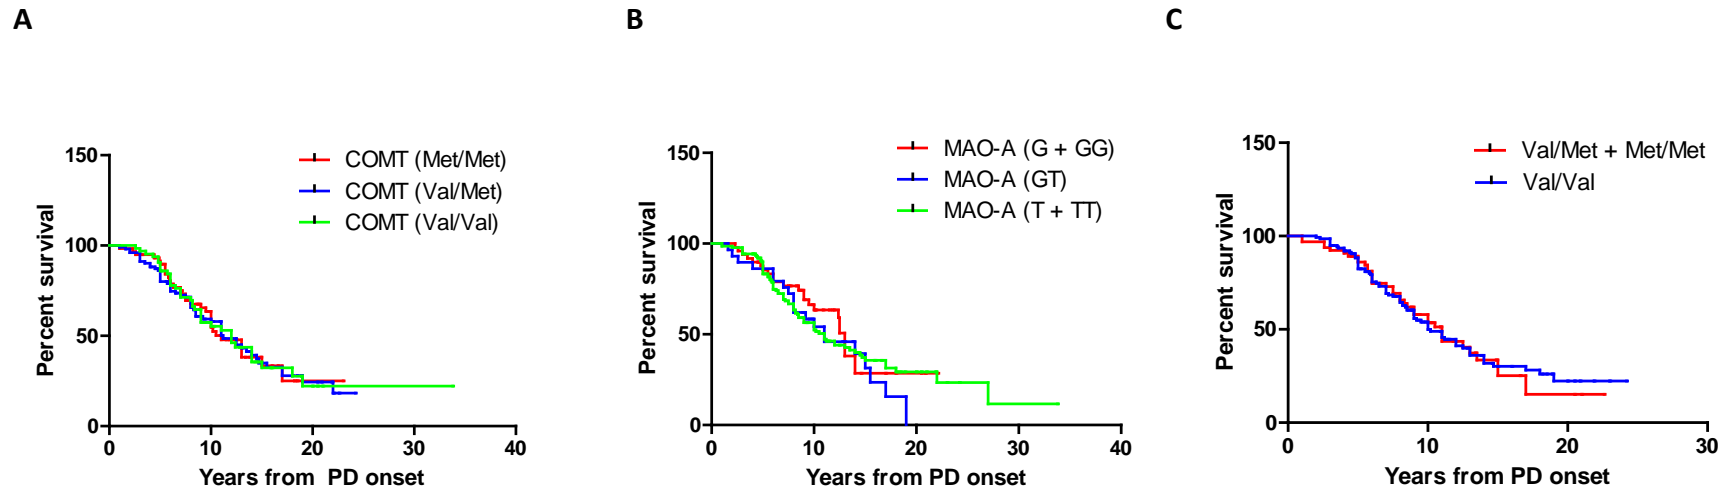 A
B
C
COMT (Met/Met)
COMT (Val/Met)
COMT (Val/Val)
150
100
50
0
Percent survival
0 10 20 30 40
Years from PD onset
MAO-A (G + GG)
MAO-A (GT)
MAO-A (T + TT)
150
100
50
0
Percent survival
0 10 20 30 40
Years from PD onset
Val/Met + Met/Met
Val/Val
150
100
50
0
Percent survival
0 10 20 30
Years from PD onset